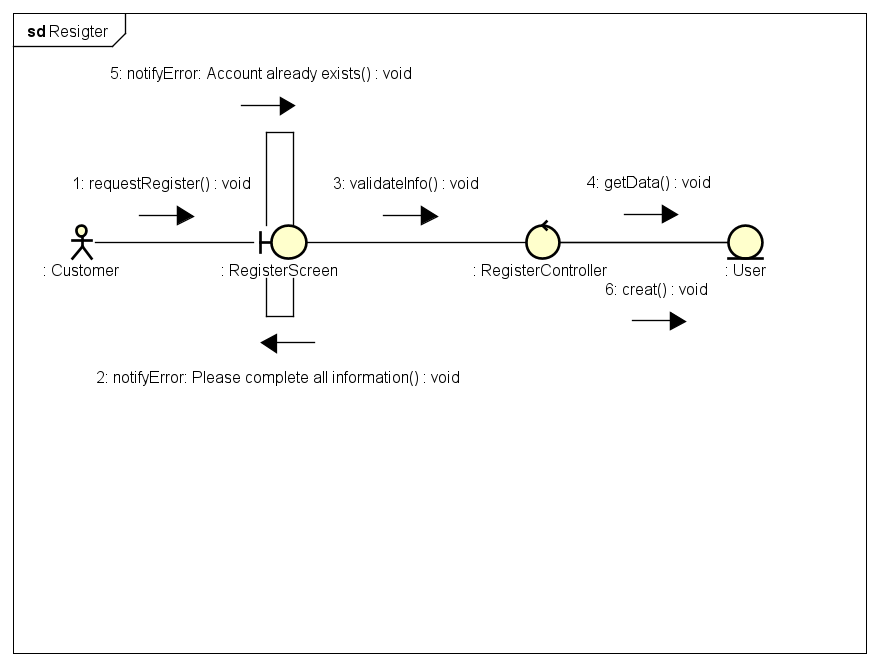 sd Resigter
5: notifyError: Account already exists() : void
1: requestRegister() : void
3: validateInfo() : void
4: getData() : void
: Customer
: RegisterScreen
: RegisterController
: User
6: creat() : void
2: notifyError: Please complete all information() : void